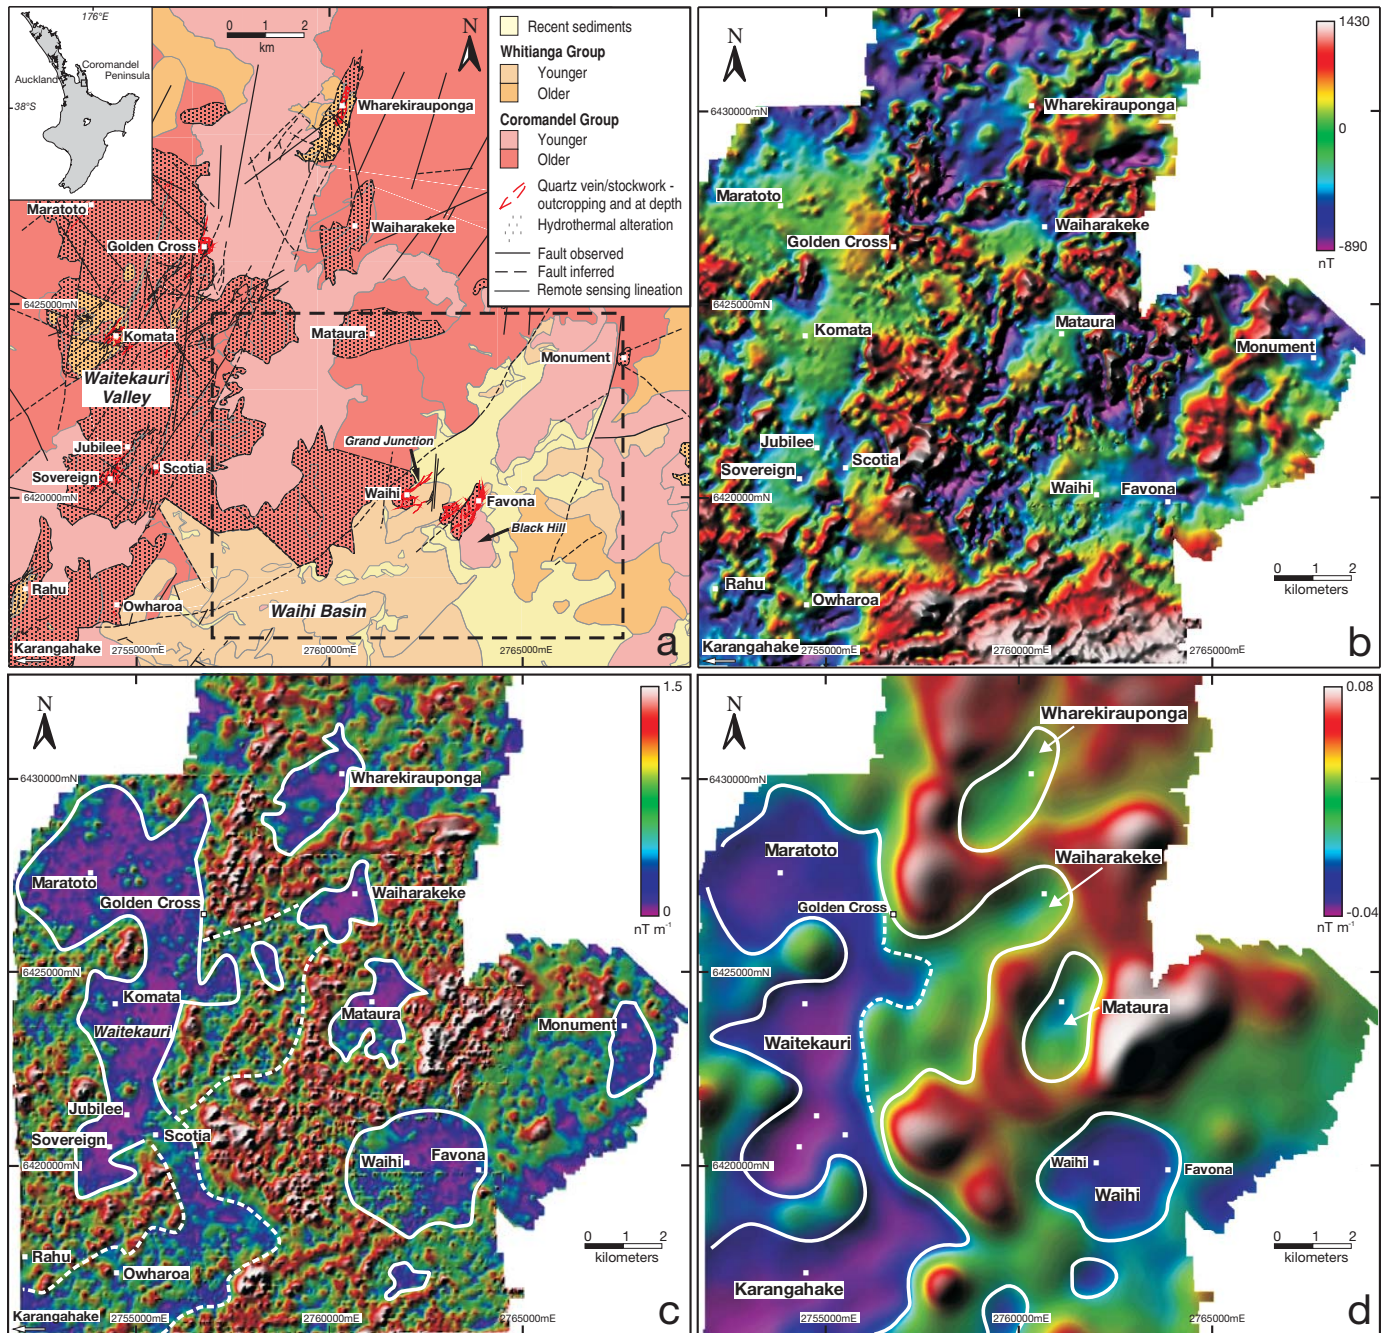 176°E
Auckland
Coromandel
Peninsula
38°S
0 1 2
km
N
Recent sediments
Whitianga Group
Younger
Older
Coromandel Group
Younger
Older
Quartz vein/stockwork -
outcropping and at depth
Hydrothermal alteration
Fault observed
Fault inferred
Remote sensing lineation
Wharekirauponga
Maratoto
Golden Cross
Waiharakeke
6425000mN
Komata
Mataura
Monument
Waitekauri
Valley
Jubilee
Grand Junction
Sovereign
Scotia
6420000mN
Waihi
Favona
Black Hill
Rahu
Owharoa
Waihi Basin
Karangahake
2755000mE
2760000mE
2765000mE
a
N
1430
0
-890
nT
6430000mN
Wharekirauponga
Maratoto
Waiharakeke
Golden Cross
6425000mN
Komata
Mataura
Monument
Jubilee
Sovereign
Scotia
6420000mN
Waihi
Favona
Rahu
Owharoa
0 1 2
kilometers
Karangahake
2755000mE
2760000mE
2765000mE
b
N
1.5
0
nT m-1
6430000mN
Wharekirauponga
Maratoto
Waiharakeke
Golden Cross
6425000mN
Komata
Waitekauri
Mataura
Monument
Jubilee
Sovereign
Scotia
6420000mN
Waihi
Favona
Rahu
Owharoa
0 1 2
kilometers
Karangahake
2755000mE
2760000mE
2765000mE
c
N
0.08
-0.04
nT m-1
Wharekirauponga
6430000mN
Maratoto
Waiharakeke
Golden Cross
6425000mN
Mataura
Waitekauri
6420000mN
Waihi
Favona
Waihi
Karangahake
0 1 2
kilometers
2755000mE
2760000mE
2765000mE
d